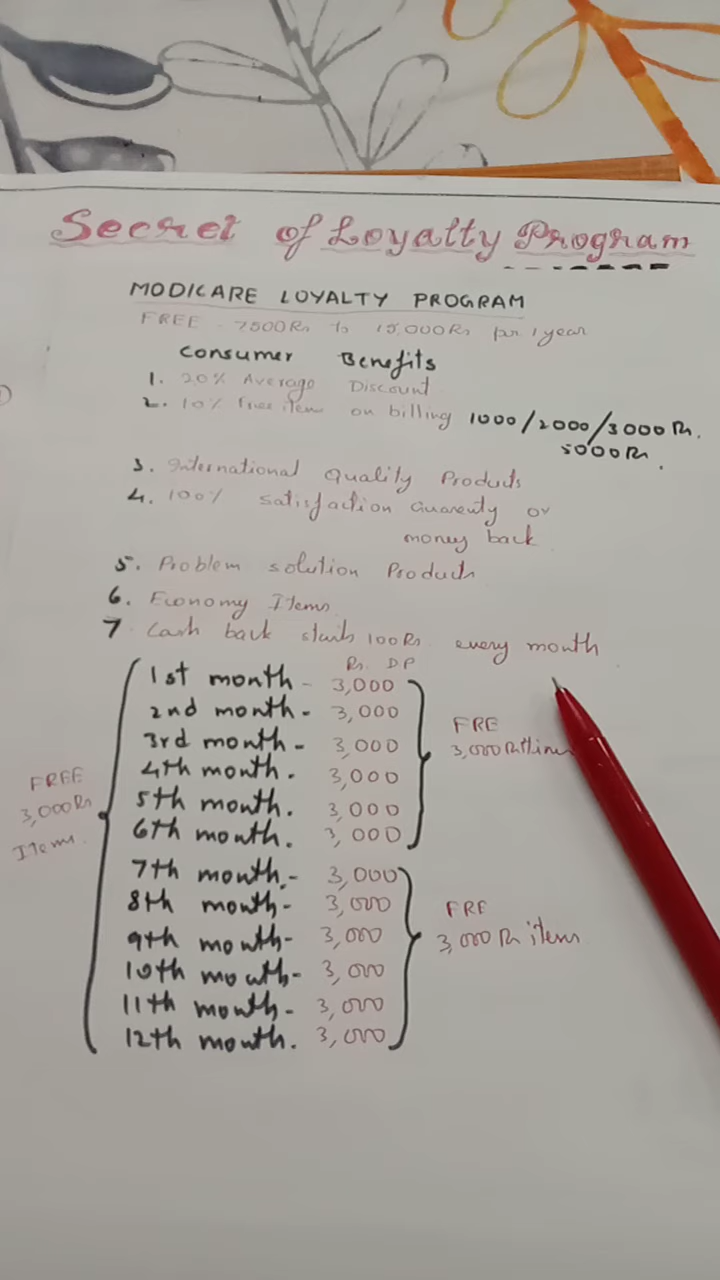 Secret of Loyalty Program
MODICARE LOYALTY PROGRAM
FREE - 7500Rs to 15,000Rs per 1 year
Consumer Benefits
1. 20% Average Discount
2. 10% Free item on billing 1000/2000/3000 Rs.
5000Rs.
3. International Quality Products
4. 100% Satisfaction Guarenty or
money back
5. Problem solution Products
6. Economy Items
7 Cash back starts 100Rs. every month
Rs. DP
1st month - 3,000
2nd month - 3,000
3rd month - 3,000
4th month. 3,000
5th month. 3,000
6th month. 3,000
FRE
3,000 Rs
7th month. - 3,000
8th month - 3,000
9th month - 3,000
10th month - 3,000
11th month - 3,000
12th month. 3,000
FRE
3,000 Rs item
FREE
3,000Rs
Items.